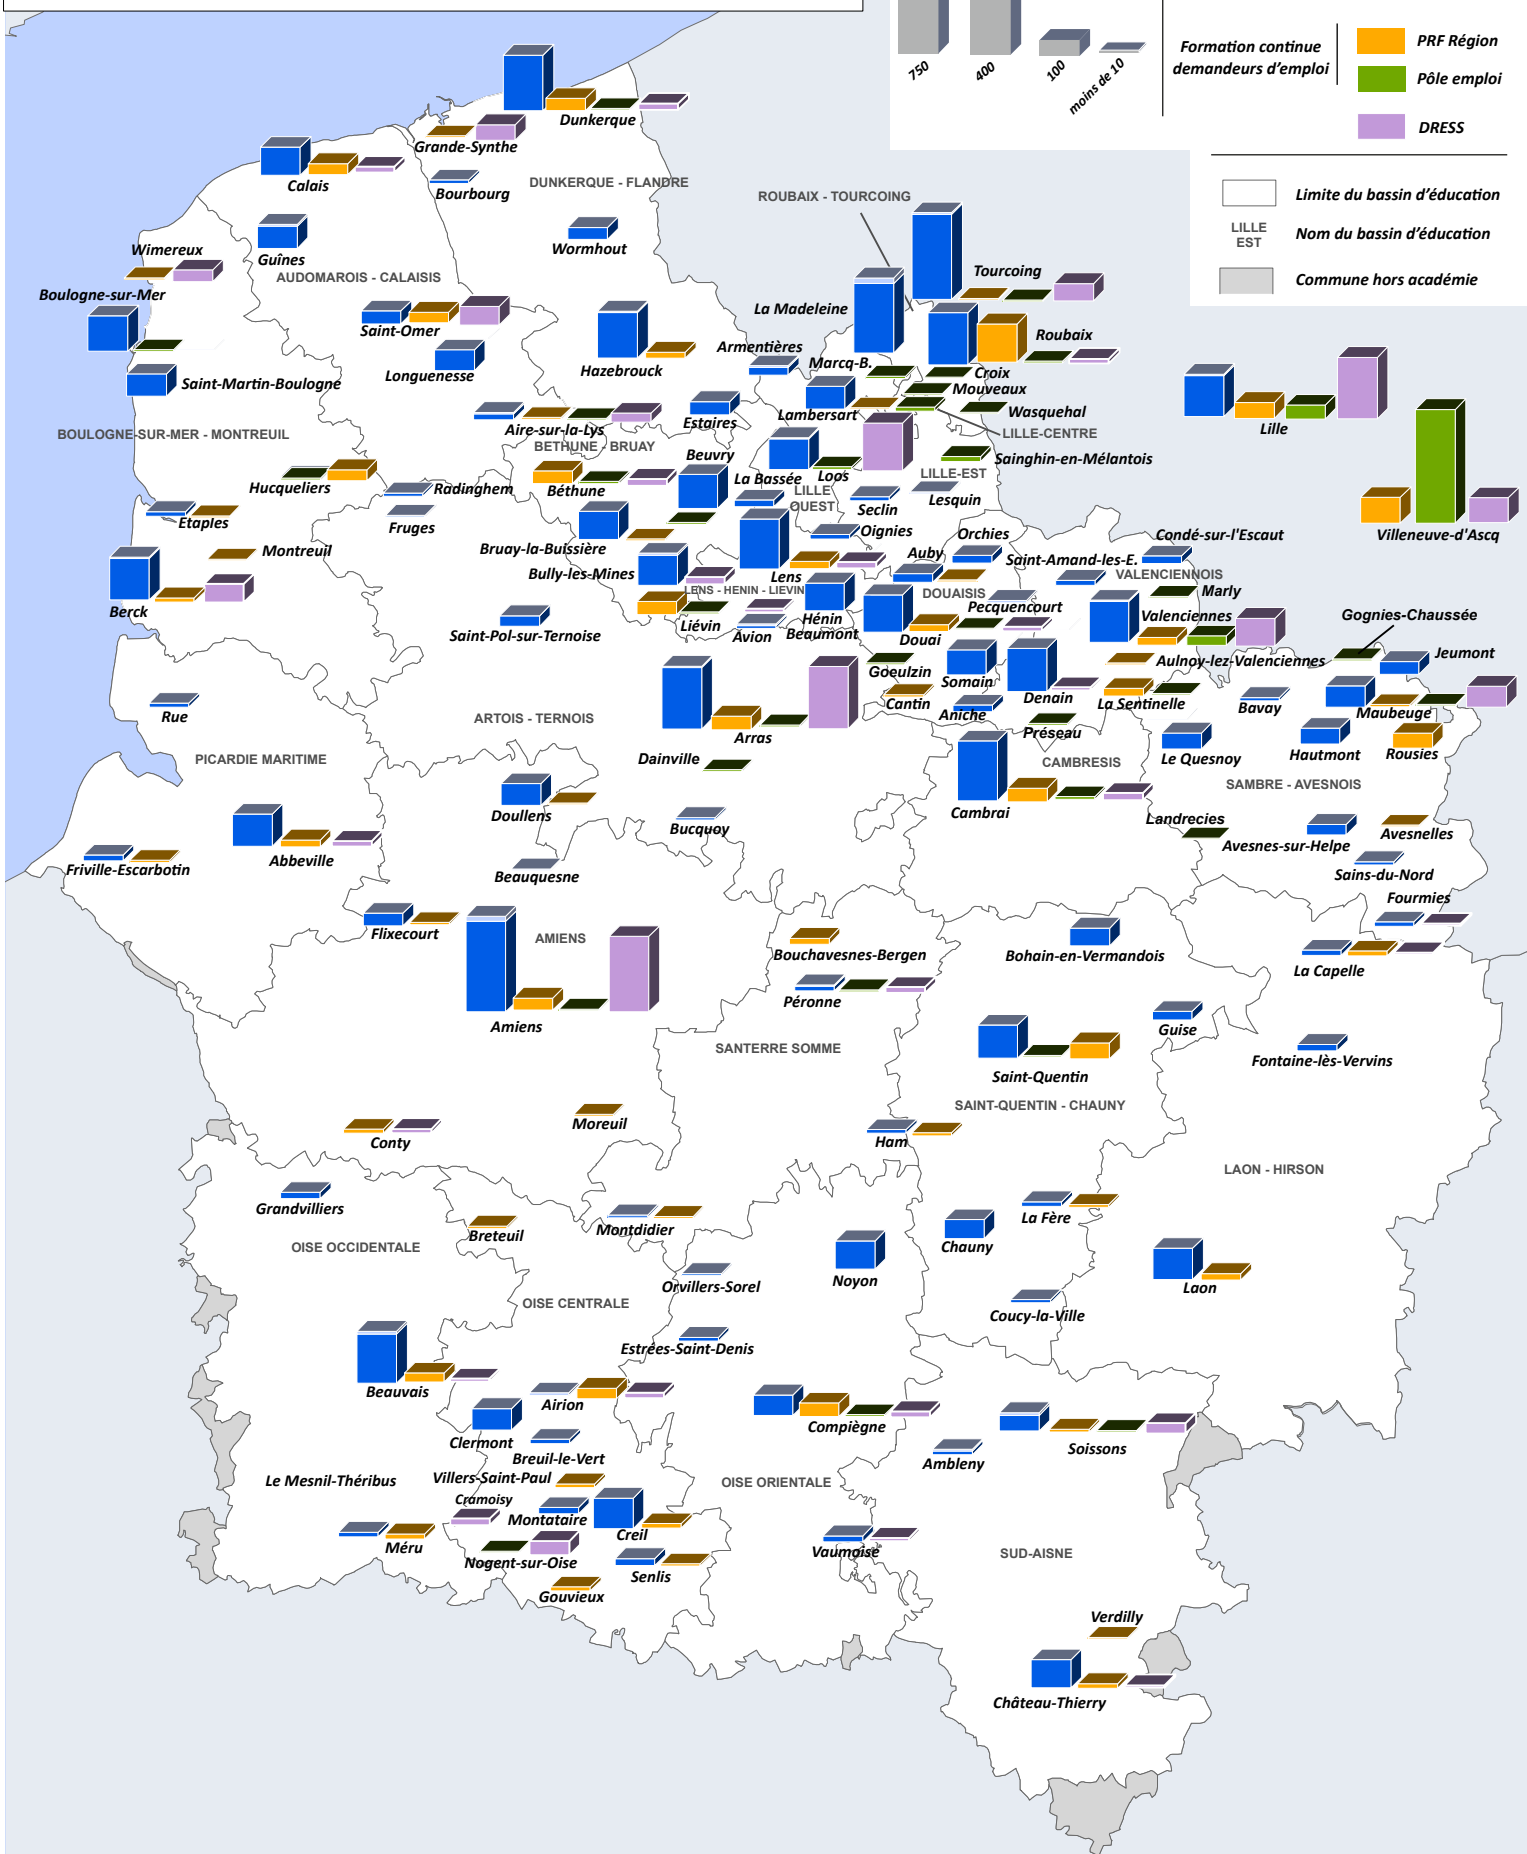 750
400
100
moins de 10
Formation continue
demandeurs d'emploi
PRF Région
Pôle emploi
DRESS
Limite du bassin d'éducation
LILLE
EST
Nom du bassin d'éducation
Commune hors académie
Dunkerque
Grande-Synthe
Calais
Bourbourg
DUNKERQUE - FLANDRE
ROUBAIX - TOURCOING
Wormhout
Guînes
Wimereux
AUDOMAROIS - CALAISIS
Tourcoing
Boulogne-sur-Mer
La Madeleine
Saint-Omer
Roubaix
Armentières
Marcq-B.
Longuenesse
Hazebrouck
Croix
Saint-Martin-Boulogne
Mouveaux
Wasquehal
Lambersart
Estaires
Aire-sur-la-Lys
Lille
BOULOGNE-SUR-MER - MONTREUIL
LILLE-CENTRE
BETHUNE - BRUAY
Beuvry
Sainghin-en-Mélantois
La Bassée
Loos
LILLE-EST
Hucqueliers
Radinghem
Béthune
LILLE
OUEST
Seclin
Lesquin
Etaples
Fruges
Oignies
Orchies
Condé-sur-l'Escaut
Villeneuve-d'Ascq
Bruay-la-Buissière
Auby
Montreuil
Saint-Amand-les-E.
Bully-les-Mines
Lens
VALENCIENNOIS
LENS - HENIN - LIEVIN
DOUAISIS
Marly
Berck
Pecquencourt
Valenciennes
Gognies-Chaussée
Liévin
Hénin
Beaumont
Saint-Pol-sur-Ternoise
Avion
Douai
Jeumont
Aulnoy-lez-Valenciennes
Goeulzin
Somain
Denain
La Sentinelle
Cantin
Bavay
Maubeuge
Rue
Aniche
ARTOIS - TERNOIS
Arras
Préseau
Dainville
PICARDIE MARITIME
CAMBRESIS
Le Quesnoy
Hautmont
Rousies
SAMBRE - AVESNOIS
Doullens
Cambrai
Landrecies
Bucquoy
Avesnes-sur-Helpe
Avesnelles
Abbeville
Friville-Escarbotin
Beauquesne
Sains-du-Nord
Fourmies
Flixecourt
AMIENS
Bouchavesnes-Bergen
Bohain-en-Vermandois
La Capelle
Péronne
Amiens
Guise
SANTERRE SOMME
Fontaine-lès-Vervins
Saint-Quentin
SAINT-QUENTIN - CHAUNY
Moreuil
Conty
Ham
LAON - HIRSON
Grandvilliers
La Fère
Montdidier
Breteuil
Chauny
OISE OCCIDENTALE
Noyon
Orvillers-Sorel
Laon
OISE CENTRALE
Coucy-la-Ville
Estrées-Saint-Denis
Beauvais
Airion
Compiègne
Clermont
Soissons
Breuil-le-Vert
Ambleny
Villers-Saint-Paul
Le Mesnil-Théribus
OISE ORIENTALE
Cramoisy
Montataire
Creil
Méru
Vaumoise
SUD-AISNE
Nogent-sur-Oise
Senlis
Gouvieux
Verdilly
Château-Thierry